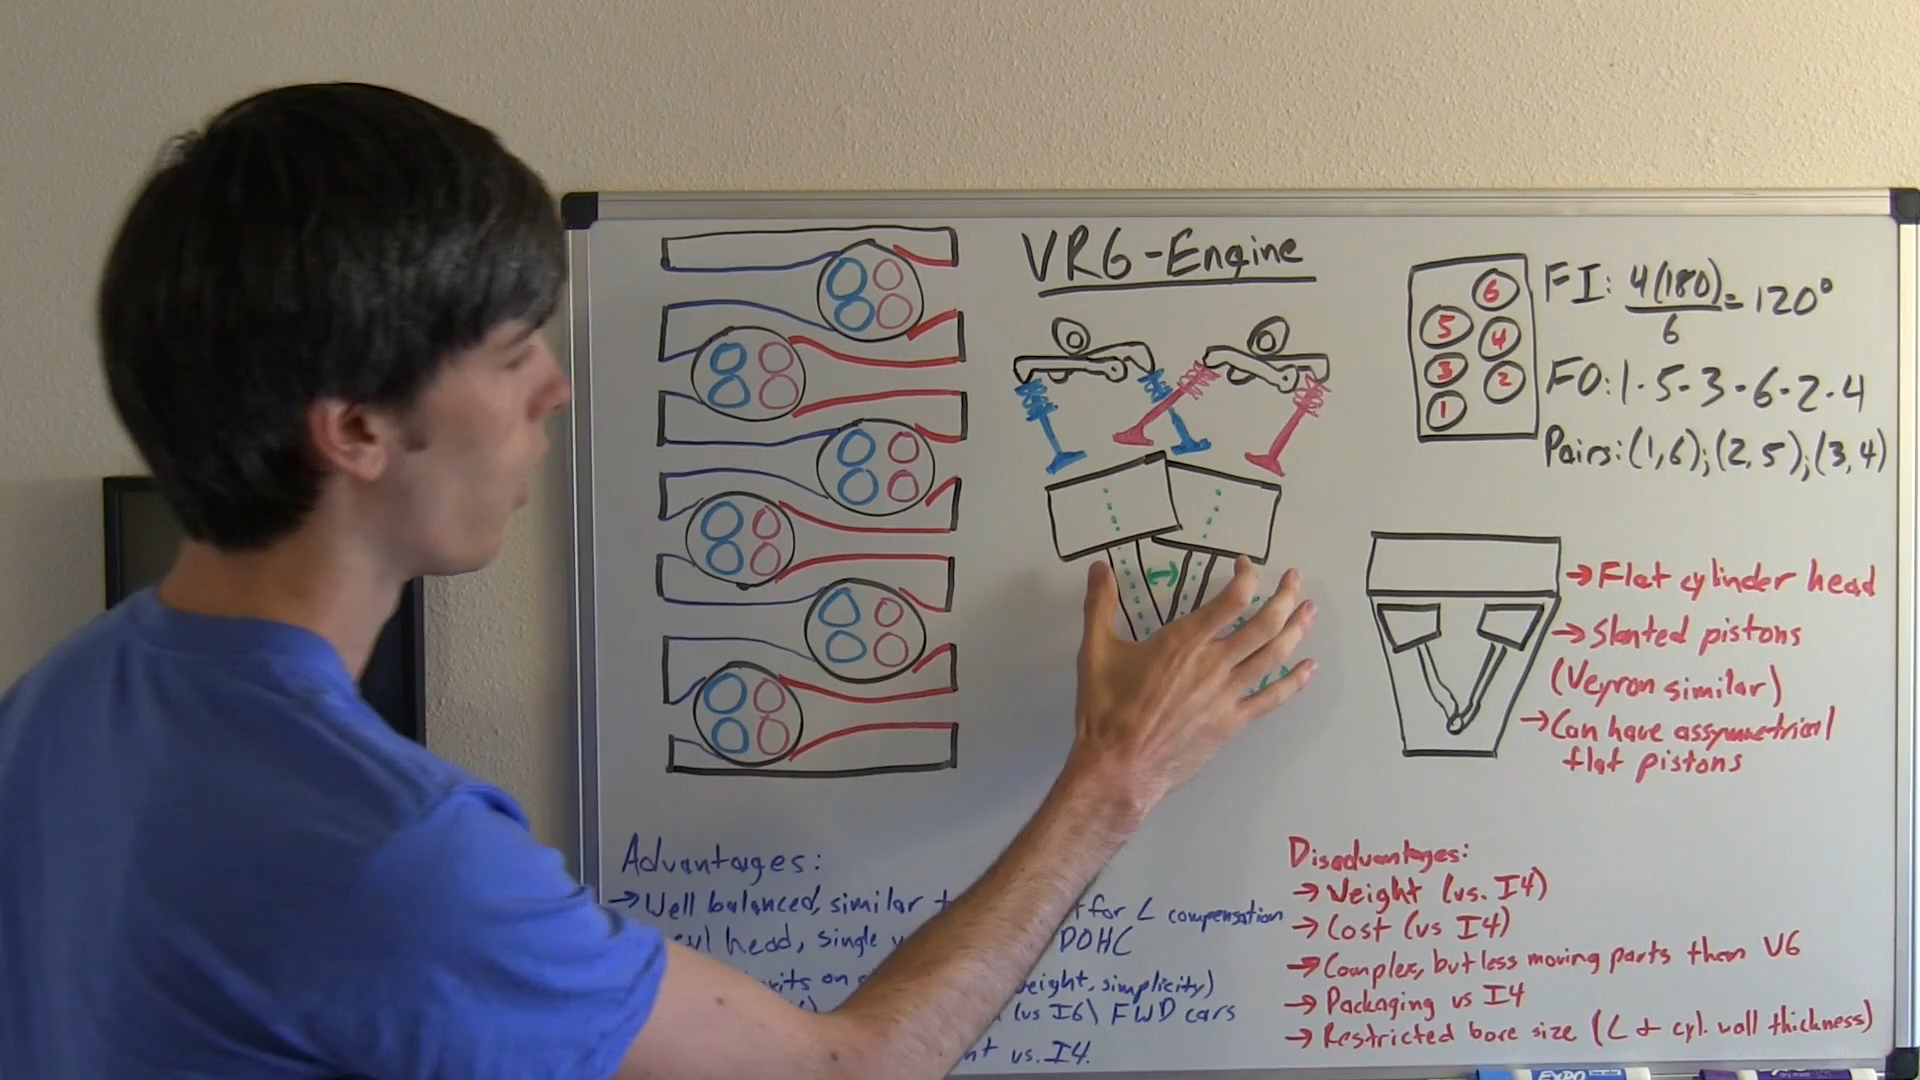 VR6-Engine
6
5
4
3
2
1
FI: 4(180)/6 = 120°
FO: 1-5-3-6-2-4
Pairs: (1,6); (2,5); (3,4)
→ Flat cylinder head
→ Slanted pistons
(Veyron similar)
→ Can have assymetrical
flat pistons
Advantages:
→ Well balanced, similar for ∠ compensation
head, single DOHC
on weight, simplicity)
(vs I6) FWD cars
vs. I4.
Disadvantages:
→ Weight (vs. I4)
→ Cost (vs I4)
→ Complex, but less moving parts than V6
→ Packaging vs I4
→ Restricted bore size (∠ + cyl. wall thickness)
EXPO